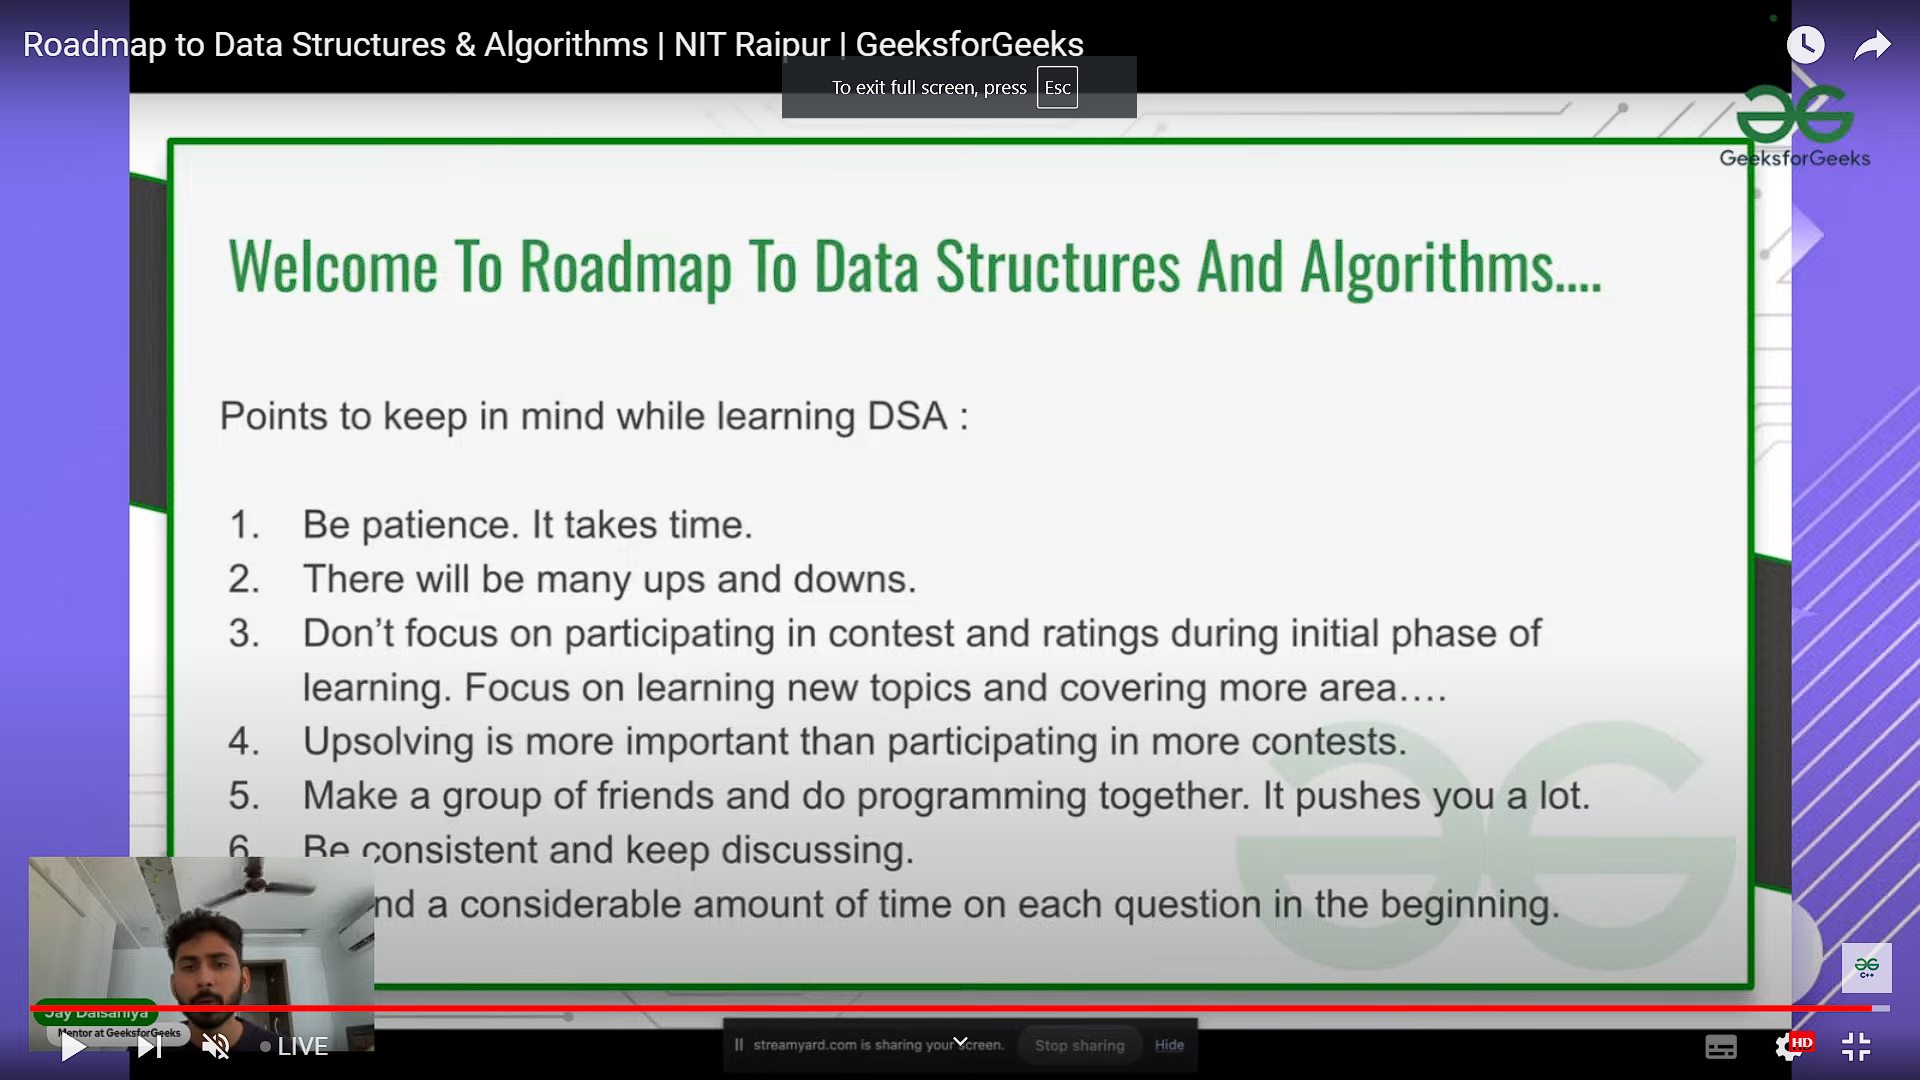 Roadmap to Data Structures & Algorithms | NIT Raipur | GeeksforGeeks
To exit full screen, press Esc
GeeksforGeeks
Welcome To Roadmap To Data Structures And Algorithms....
Points to keep in mind while learning DSA :
1. Be patience. It takes time.
2. There will be many ups and downs.
3. Don’t focus on participating in contest and ratings during initial phase of
learning. Focus on learning new topics and covering more area….
4. Upsolving is more important than participating in more contests.
5. Make a group of friends and do programming together. It pushes you a lot.
6. Be consistent and keep discussing.
nd a considerable amount of time on each question in the beginning.
C++
Jay Dalsaniya
Mentor at GeeksforGeeks
LIVE
streamyard.com is sharing your screen. Stop sharing Hide
HD